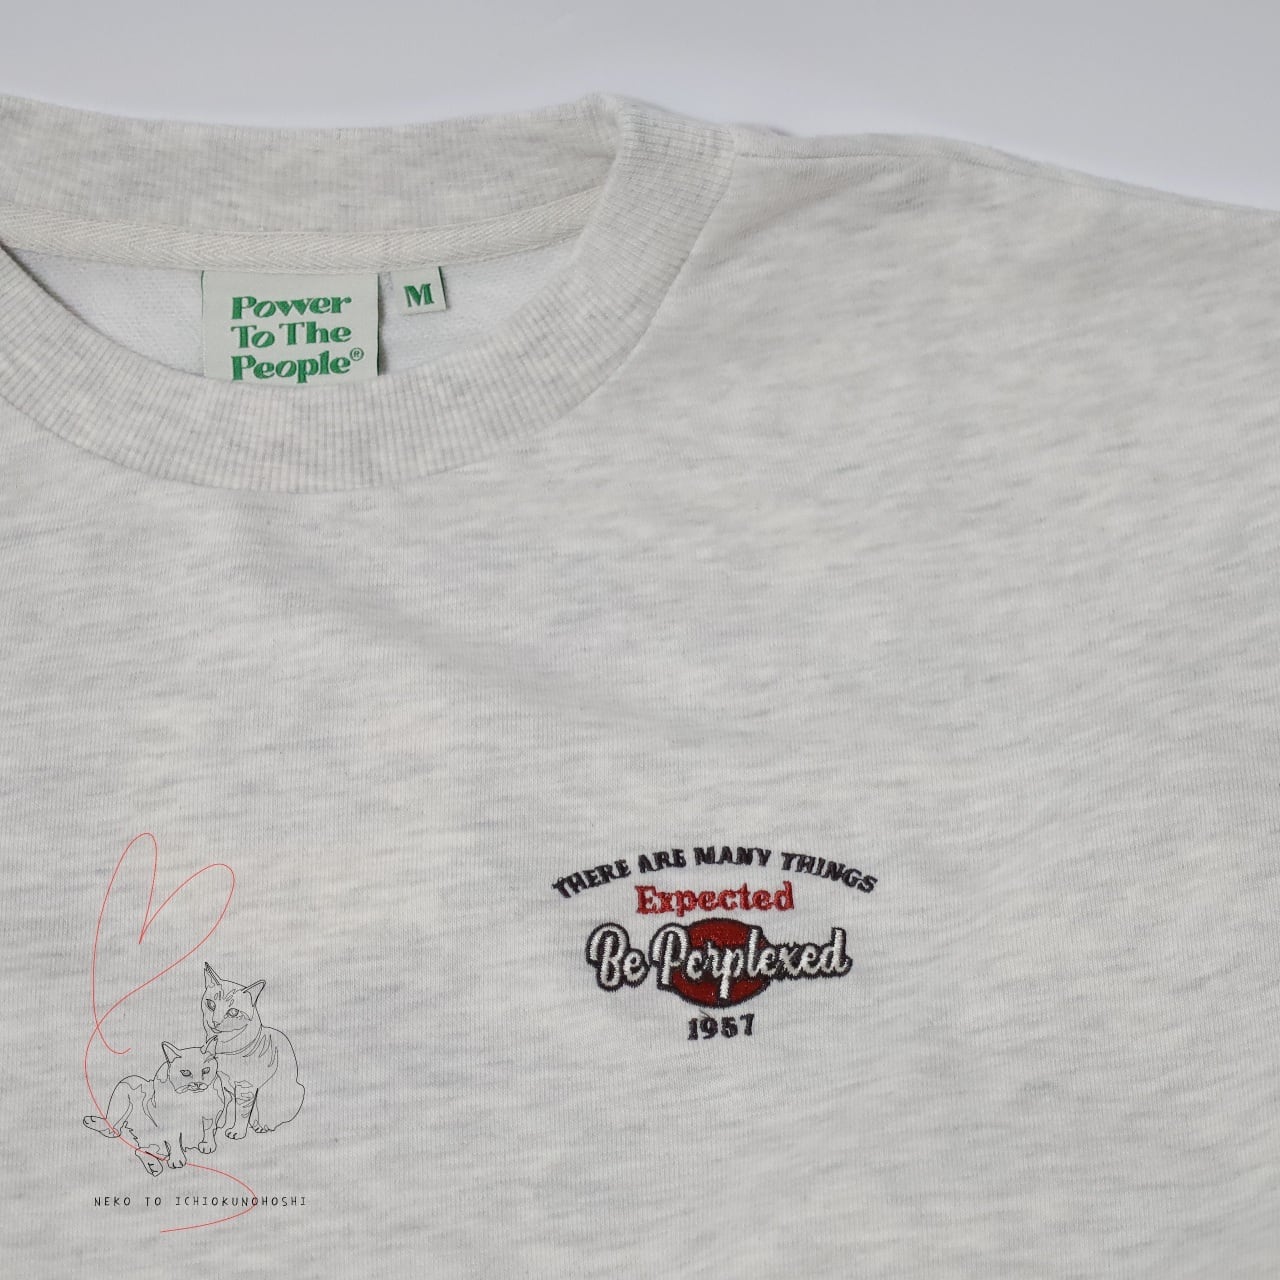 Power
To The
People®
M
THERE ARE MANY THINGS
Expected
Be Perplexed
1957
NEKO TO ICHIOKUNOHOSHI